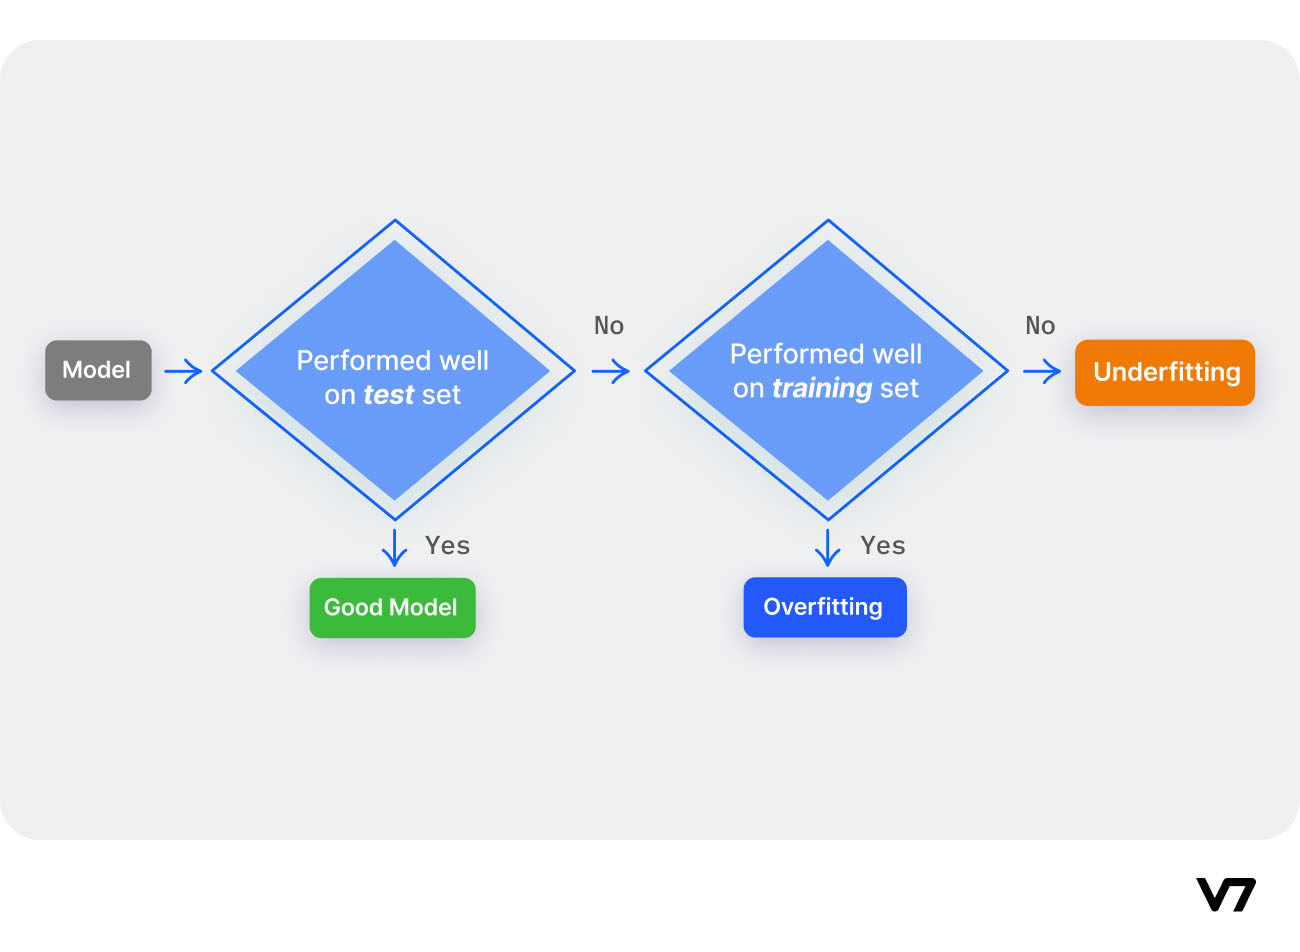 Model
Performed well
on test set
No
Performed well
on training set
No
Underfitting
Yes
Good Model
Yes
Overfitting
V7